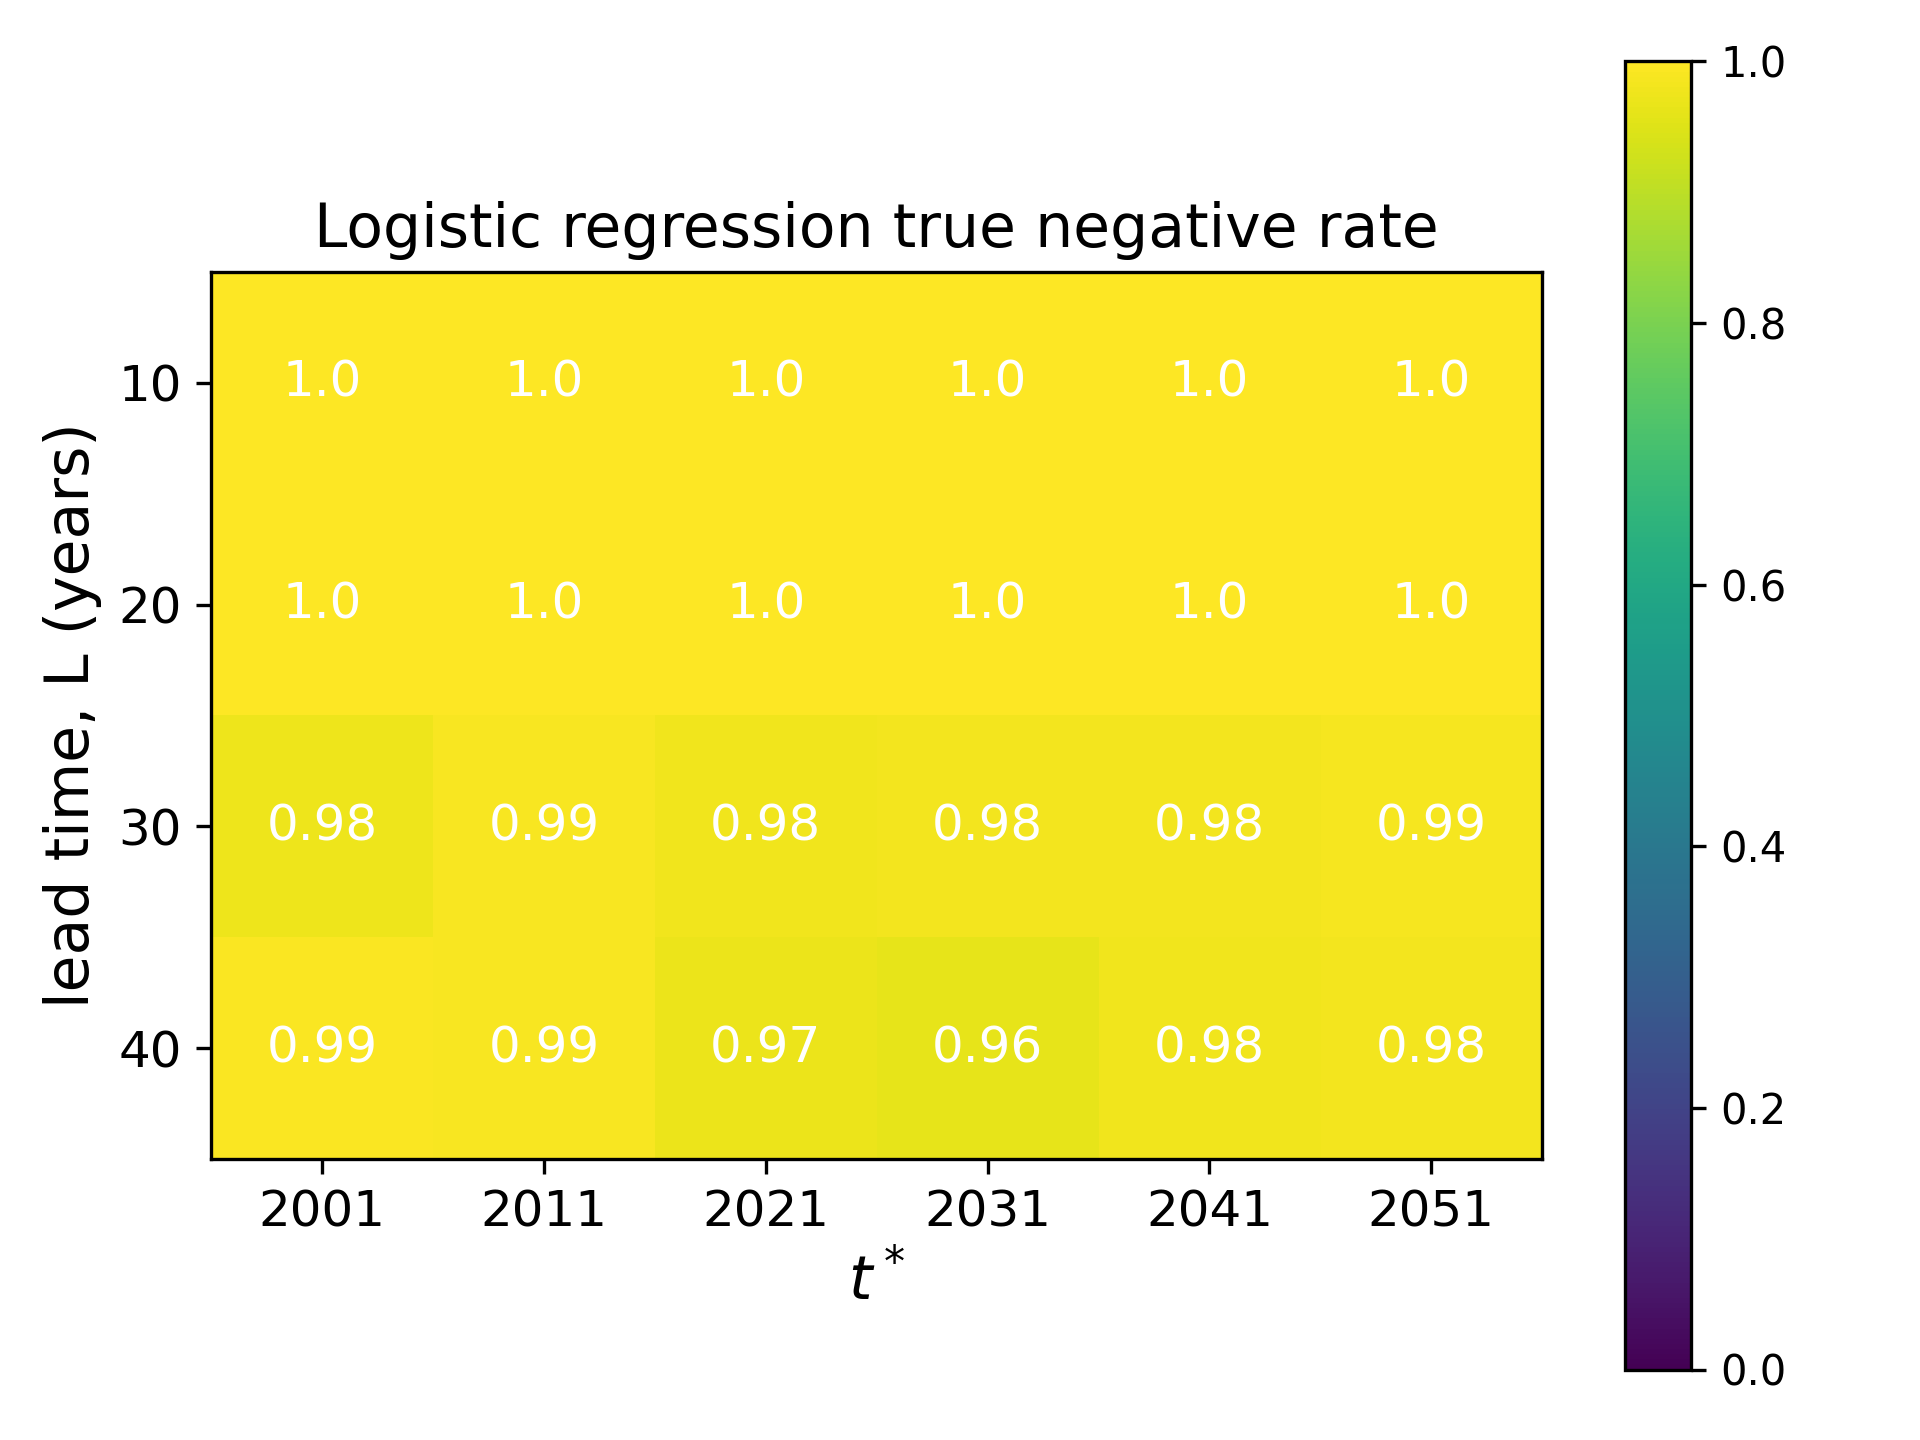 Logistic regression true negative rate
lead time, L (years)
10 1.0 1.0 1.0 1.0 1.0 1.0
20 1.0 1.0 1.0 1.0 1.0 1.0
30 0.98 0.99 0.98 0.98 0.98 0.99
40 0.99 0.99 0.97 0.96 0.98 0.98
2001 2011 2021 2031 2041 2051
t*
1.0
0.8
0.6
0.4
0.2
0.0